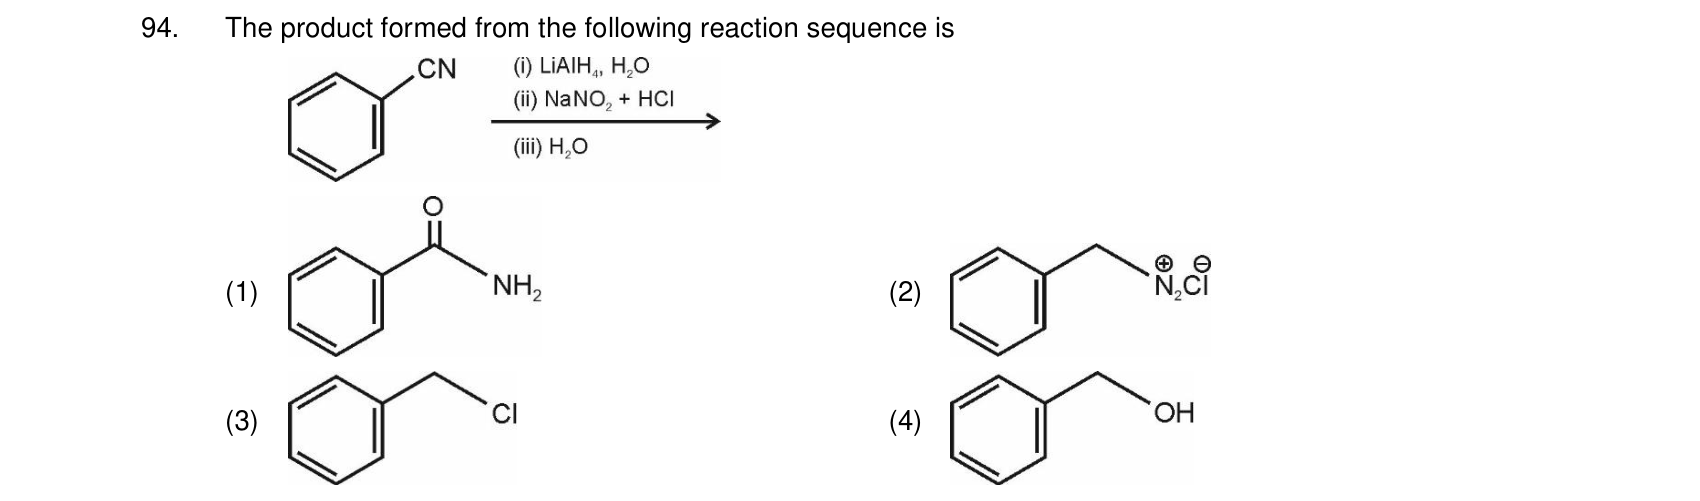 94. The product formed from the following reaction sequence is
CN
(i) LiAlH₄, H₂O
(ii) NaNO₂ + HCl
(iii) H₂O
(1)
O
NH₂
(2)
⊕ ⊖
N₂Cl
(3)
Cl
(4)
OH